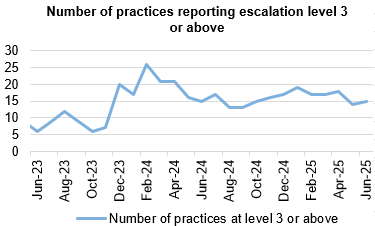 Number of practices reporting escalation level 3
or above
30
25
20
15
10
5
0
Jun-23
Aug-23
Oct-23
Dec-23
Feb-24
Apr-24
Jun-24
Aug-24
Oct-24
Dec-24
Feb-25
Apr-25
Jun-25
Number of practices at level 3 or above